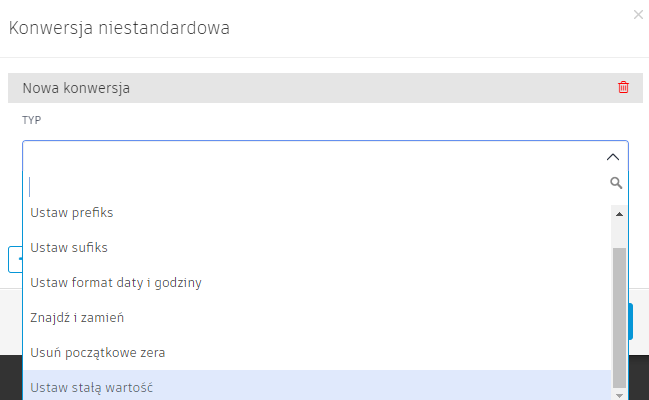 Konwersja niestandardowa
Nowa konwersja
TYP
Ustaw prefiks
Ustaw sufiks
Ustaw format daty i godziny
Znajdź i zamień
Usuń początkowe zera
Ustaw stałą wartość